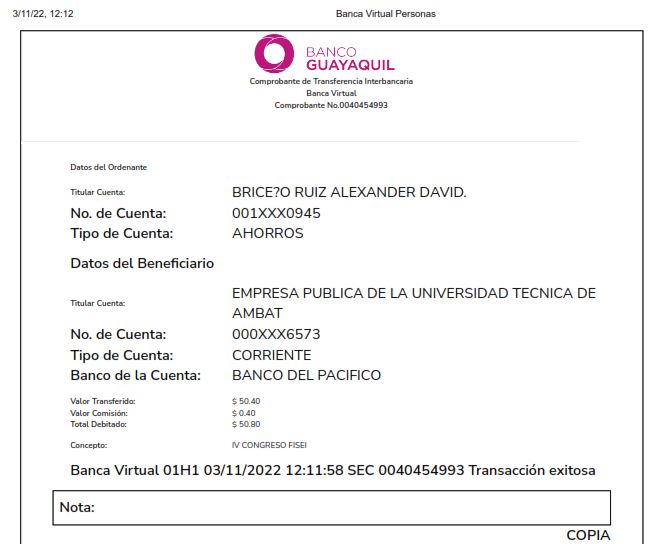 3/11/22, 12:12 Banca Virtual Personas
BANCO
GUAYAQUIL
Comprobante de Transferencia Interbancaria
Banca Virtual
Comprobante No.0040454993
Datos del Ordenante
Titular Cuenta: BRICE?O RUIZ ALEXANDER DAVID.
No. de Cuenta: 001XXX0945
Tipo de Cuenta: AHORROS
Datos del Beneficiario
Titular Cuenta: EMPRESA PUBLICA DE LA UNIVERSIDAD TECNICA DE
AMBAT
No. de Cuenta: 000XXX6573
Tipo de Cuenta: CORRIENTE
Banco de la Cuenta: BANCO DEL PACIFICO
Valor Transferido: $ 50.40
Valor Comisión: $ 0.40
Total Debitado: $ 50.80
Concepto: IV CONGRESO FISEI
Banca Virtual 01H1 03/11/2022 12:11:58 SEC 0040454993 Transacción exitosa
Nota:
COPIA